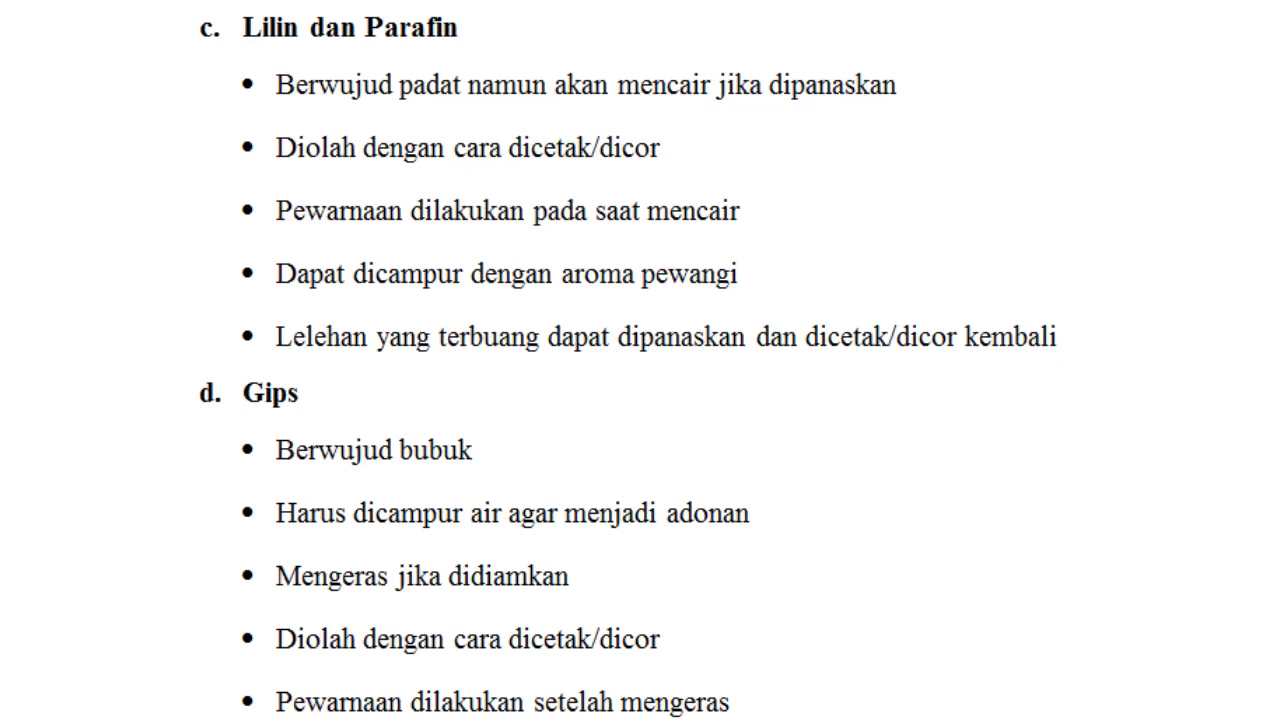 c. Lilin dan Parafin
• Berwujud padat namun akan mencair jika dipanaskan
• Diolah dengan cara dicetak/dicor
• Pewarnaan dilakukan pada saat mencair
• Dapat dicampur dengan aroma pewangi
• Lelehan yang terbuang dapat dipanaskan dan dicetak/dicor kembali
d. Gips
• Berwujud bubuk
• Harus dicampur air agar menjadi adonan
• Mengeras jika didiamkan
• Diolah dengan cara dicetak/dicor
• Pewarnaan dilakukan setelah mengeras